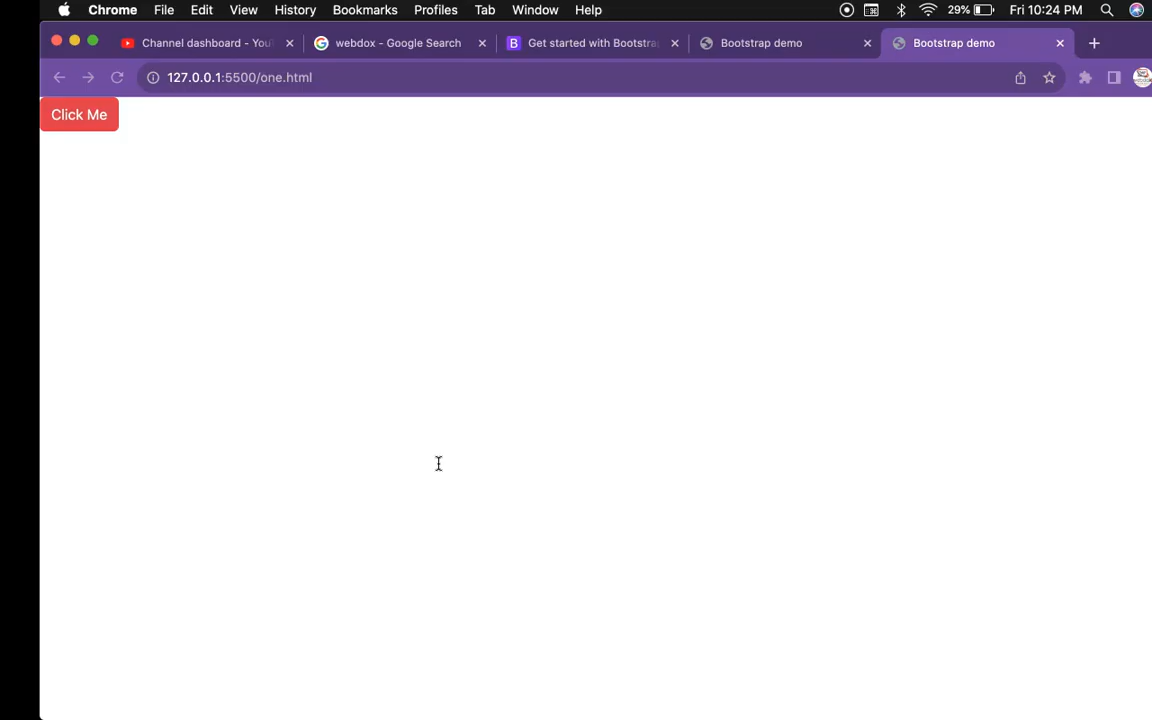 Chrome File Edit View History Bookmarks Profiles Tab Window Help 29% Fri 10:24 PM
Channel dashboard - You webdox - Google Search Get started with Bootstrap Bootstrap demo Bootstrap demo
127.0.0.1:5500/one.html
Click Me